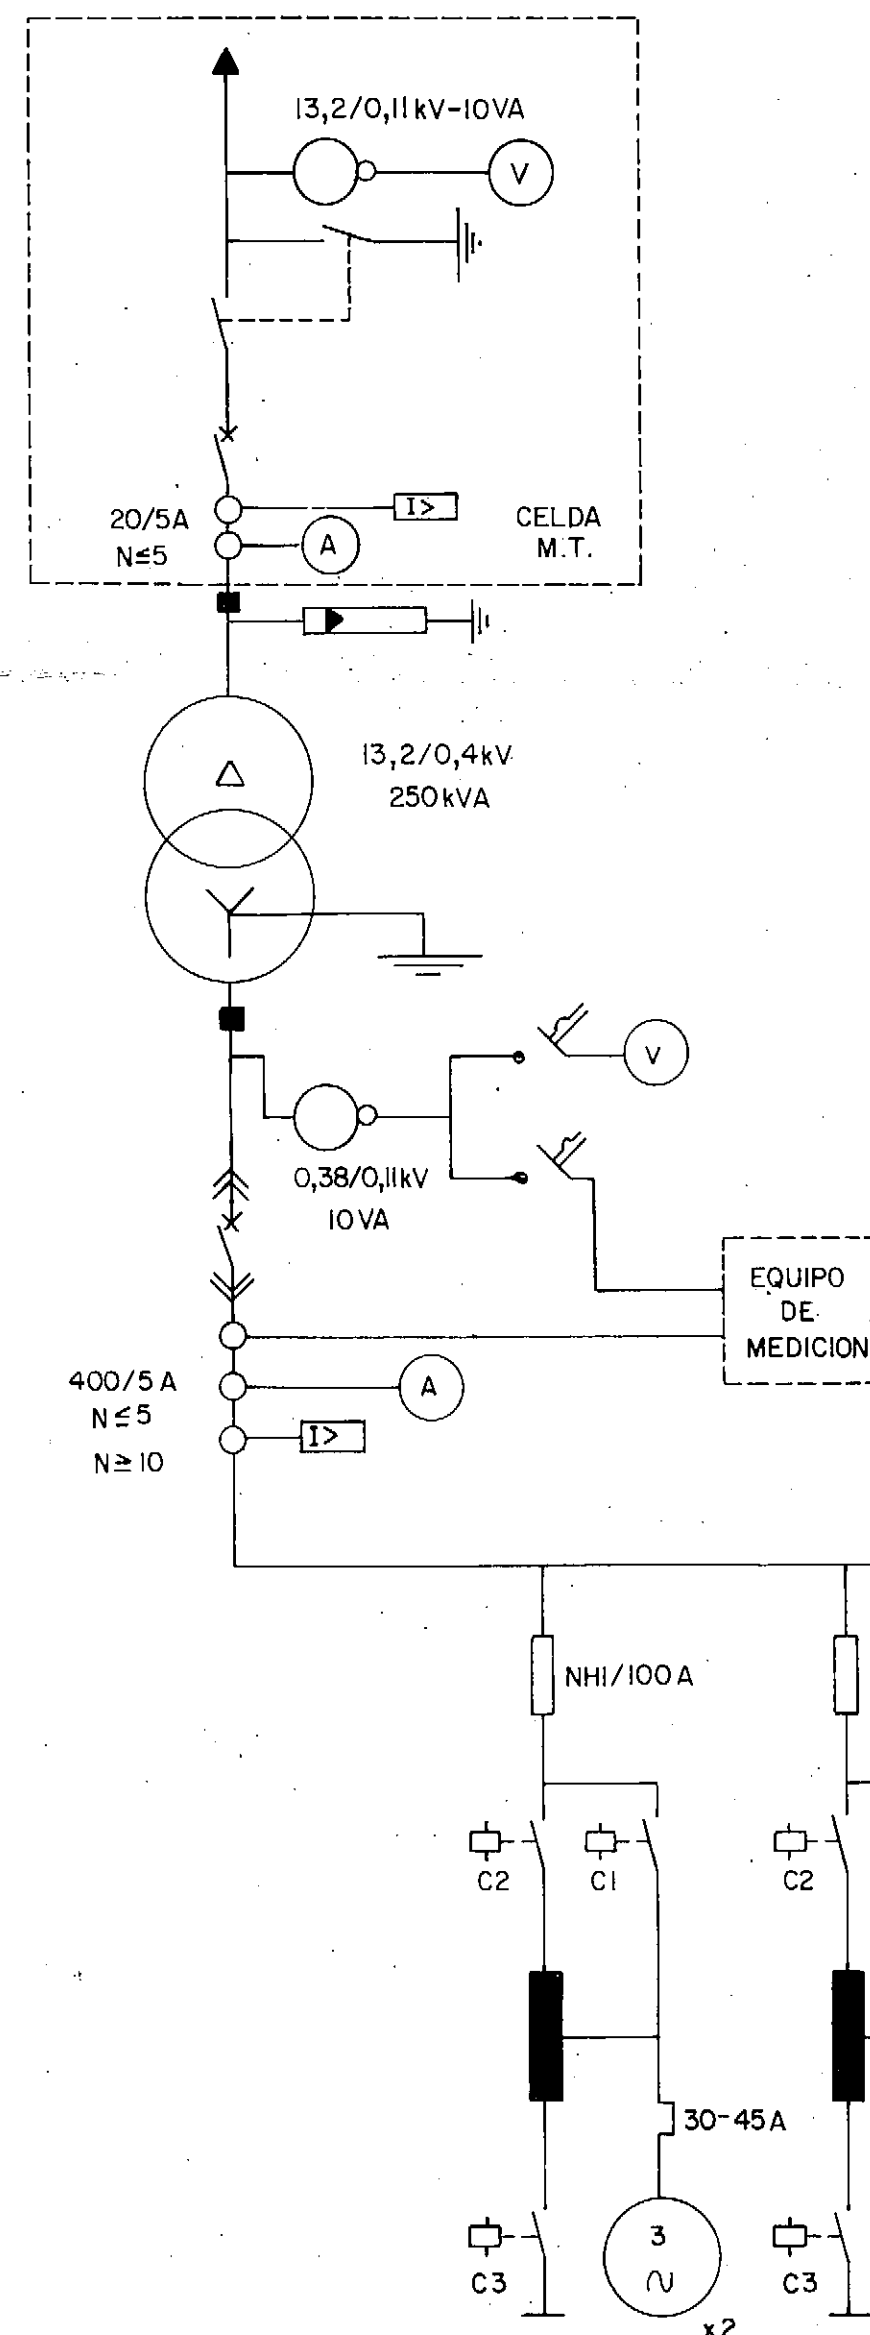 13,2/0,11kV-10VA
V
20/5A
N≤5
I>
A
CELDA
M.T.
13,2/0,4kV
250kVA
V
0,38/0,11kV
10VA
EQUIPO
DE
MEDICION
400/5A
N≤5
N≥10
A
I>
NH1/100A
C2
C1
C2
30-45A
3
C3
C3
x2